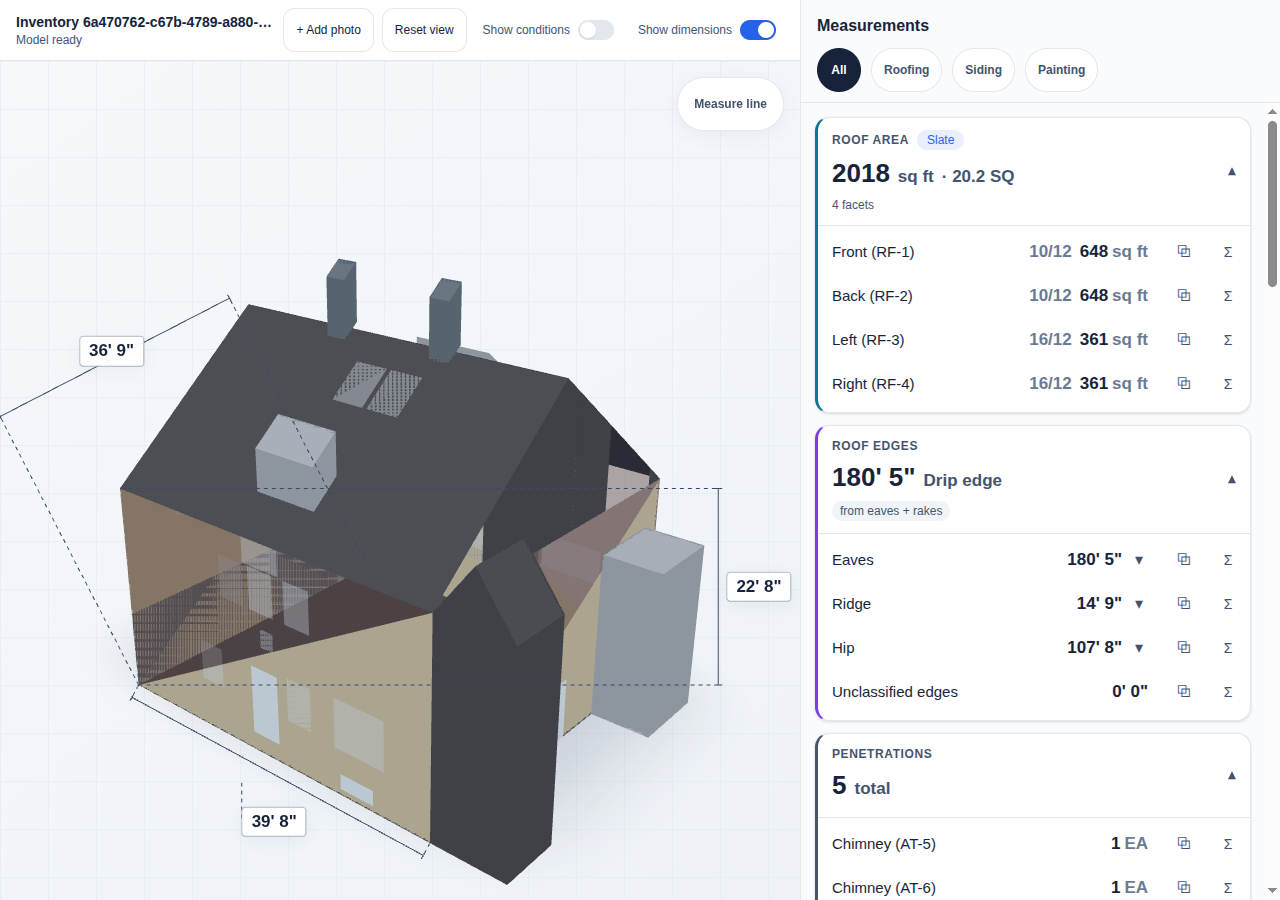 Inventory 6a470762-c67b-4789-a880-...
Model ready
+ Add photo
Reset view
Show conditions
Show dimensions
Measure line
36' 9"
22' 8"
39' 8"
Measurements
All
Roofing
Siding
Painting
ROOF AREA Slate
2018 sq ft · 20.2 SQ
▲
4 facets
Front (RF-1) 10/12 648 sq ft Σ
Back (RF-2) 10/12 648 sq ft Σ
Left (RF-3) 16/12 361 sq ft Σ
Right (RF-4) 16/12 361 sq ft Σ
ROOF EDGES
180' 5" Drip edge
▲
from eaves + rakes
Eaves 180' 5" ▼ Σ
Ridge 14' 9" ▼ Σ
Hip 107' 8" ▼ Σ
Unclassified edges 0' 0" Σ
PENETRATIONS
5 total
▲
Chimney (AT-5) 1 EA Σ
Chimney (AT-6) 1 EA Σ